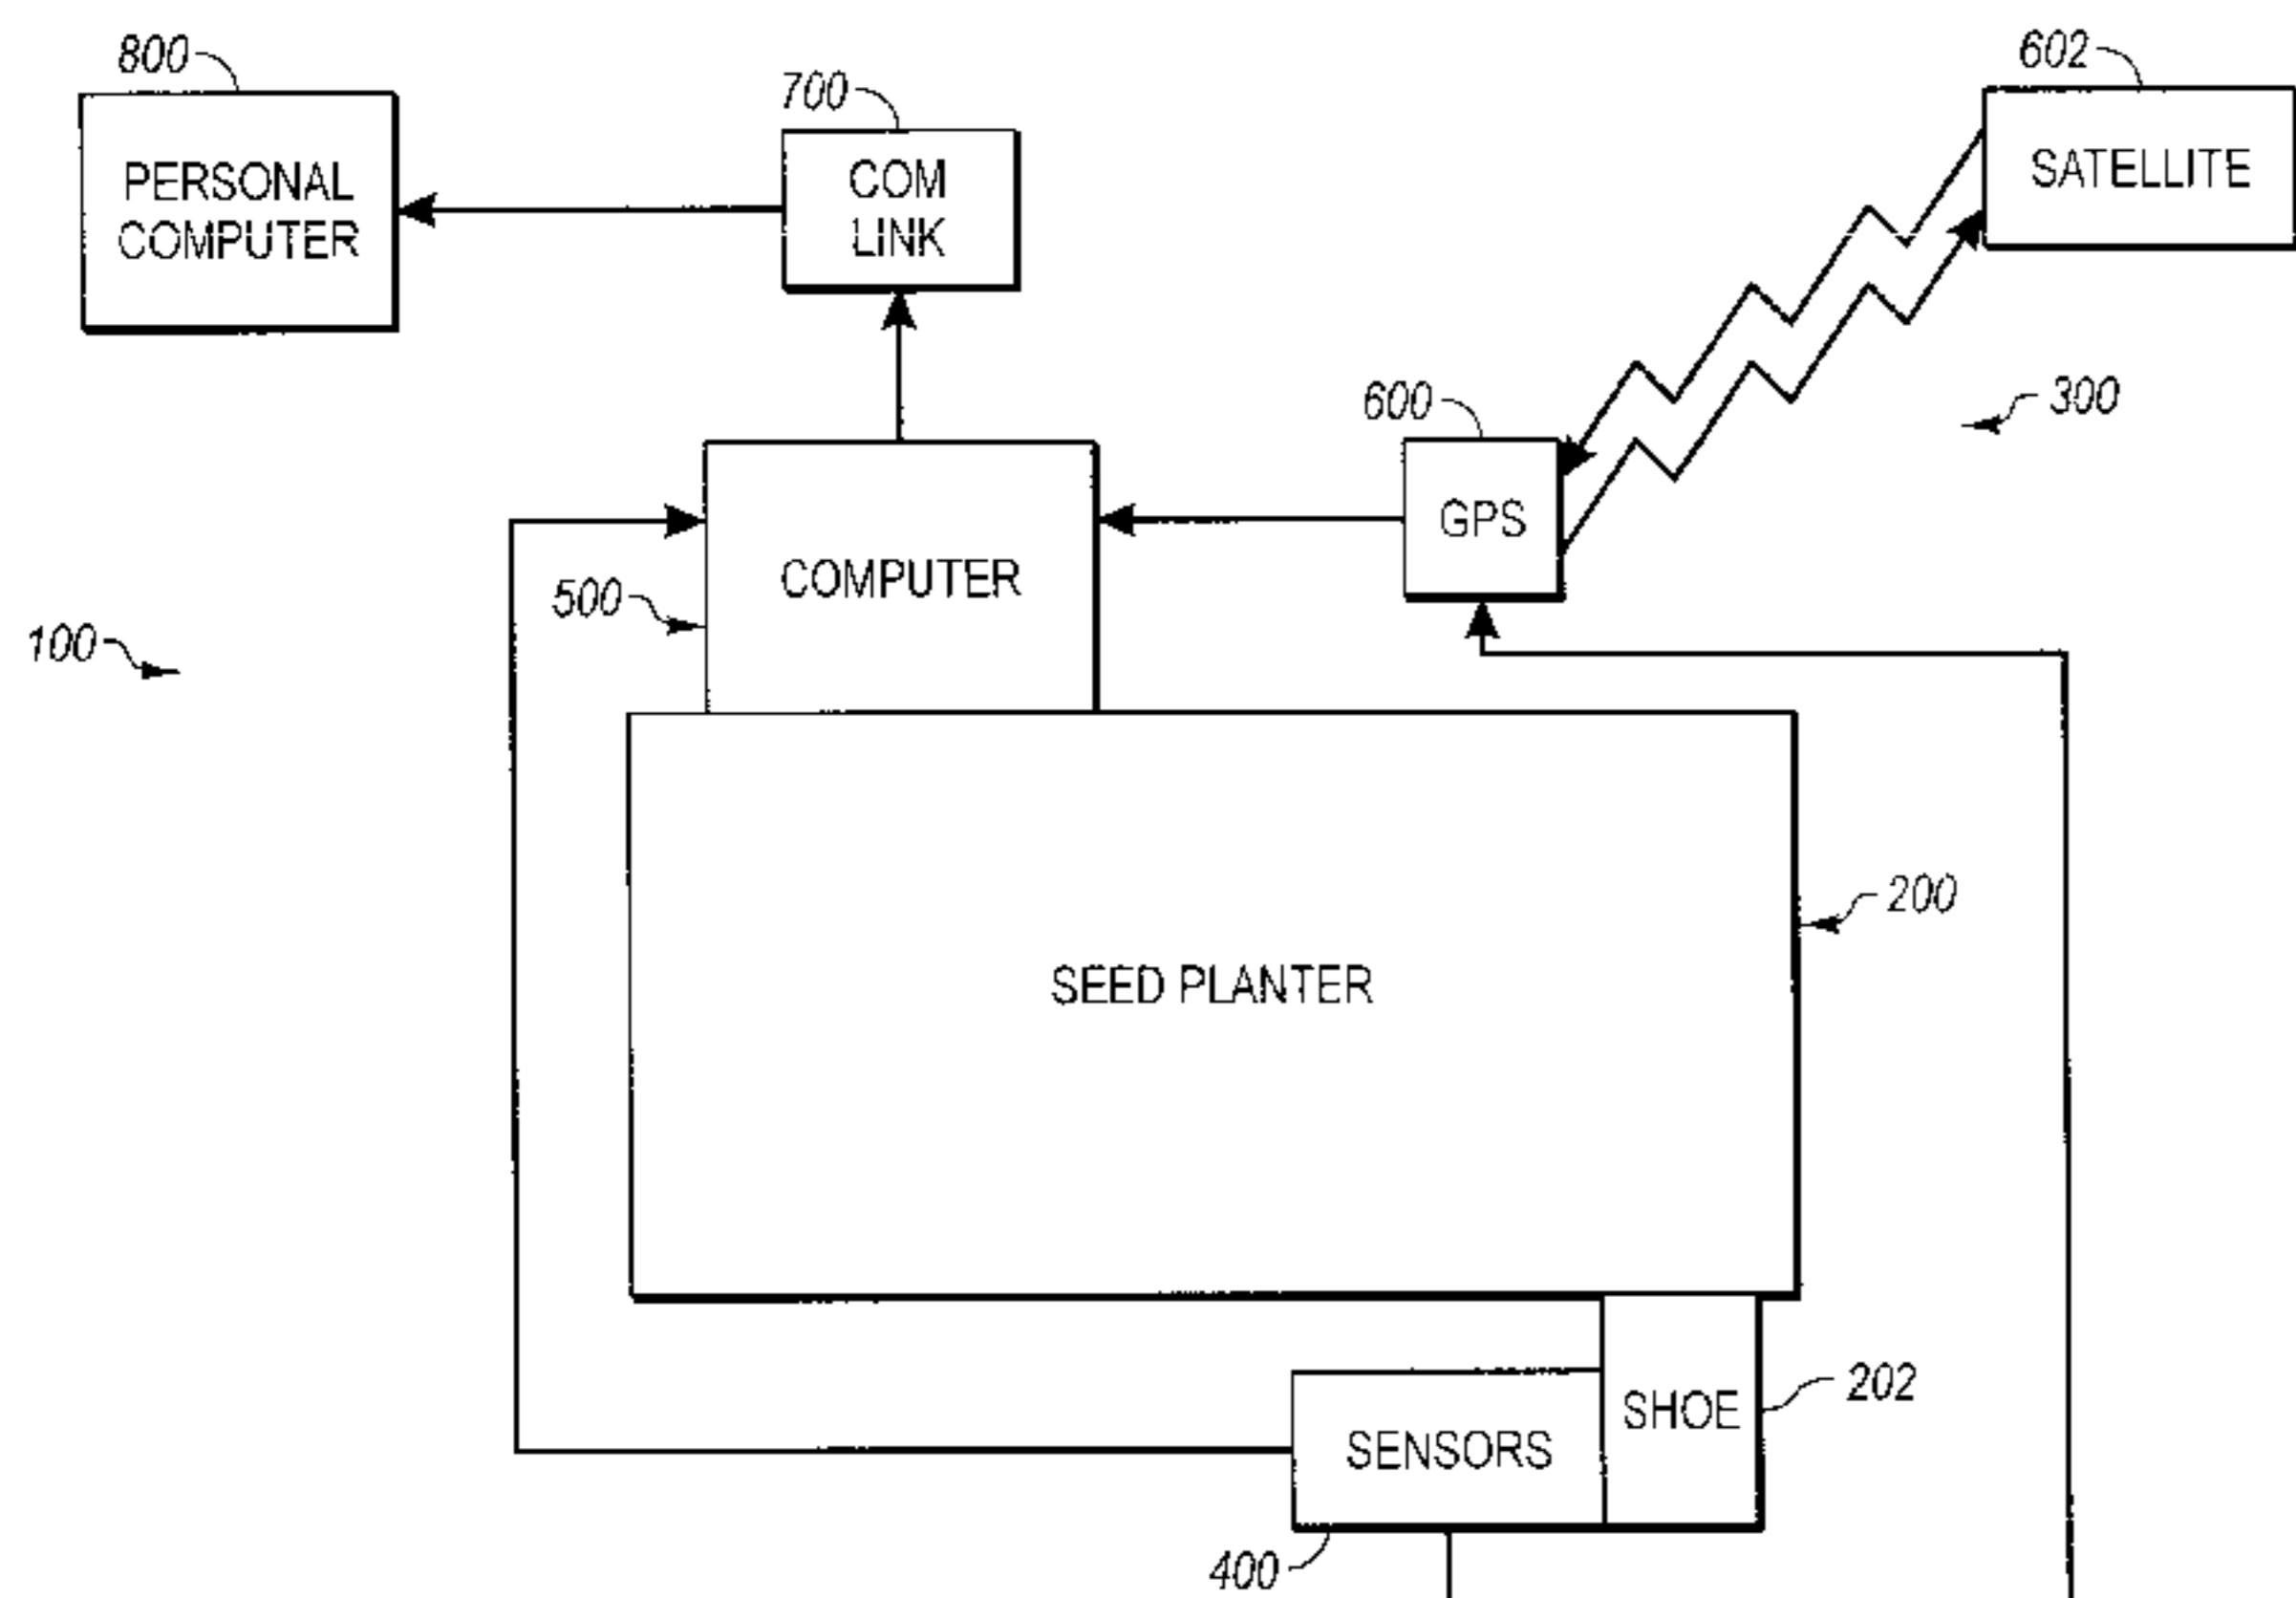 800
PERSONAL
COMPUTER
700
COM
LINK
602
SATELLITE
600
GPS
300
500
COMPUTER
100
200
SEED PLANTER
SENSORS
SHOE
202
400